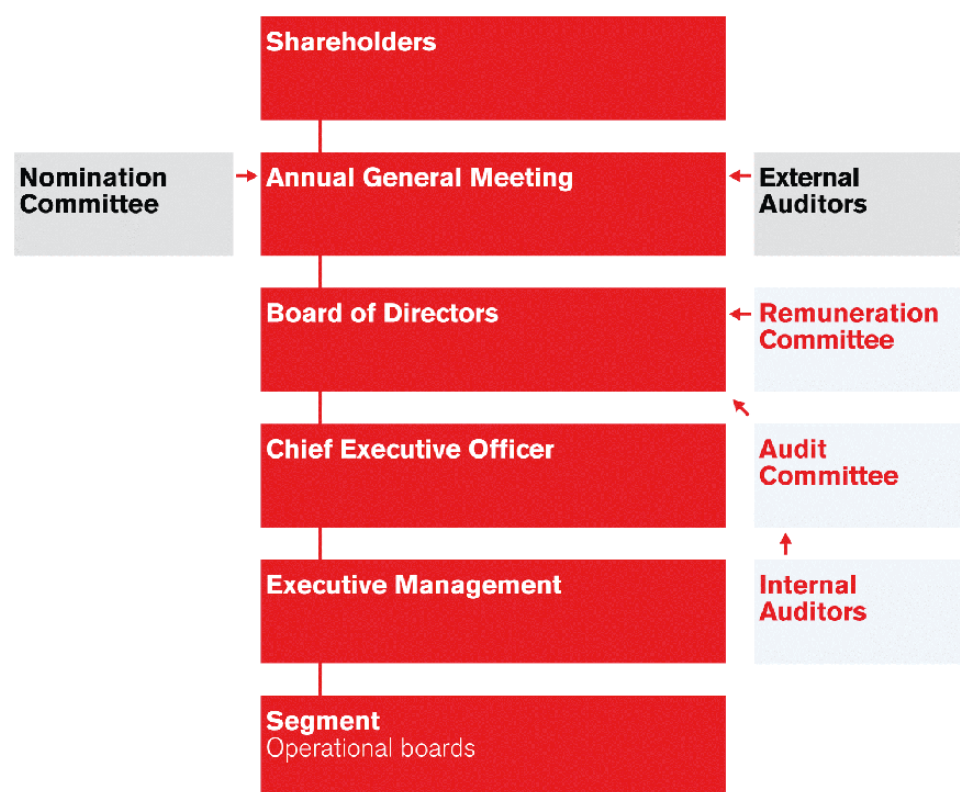 Shareholders
Nomination
Committee
Annual General Meeting
External
Auditors
Board of Directors
Remuneration
Committee
Chief Executive Officer
Audit
Committee
Executive Management
Internal
Auditors
Segment
Operational boards